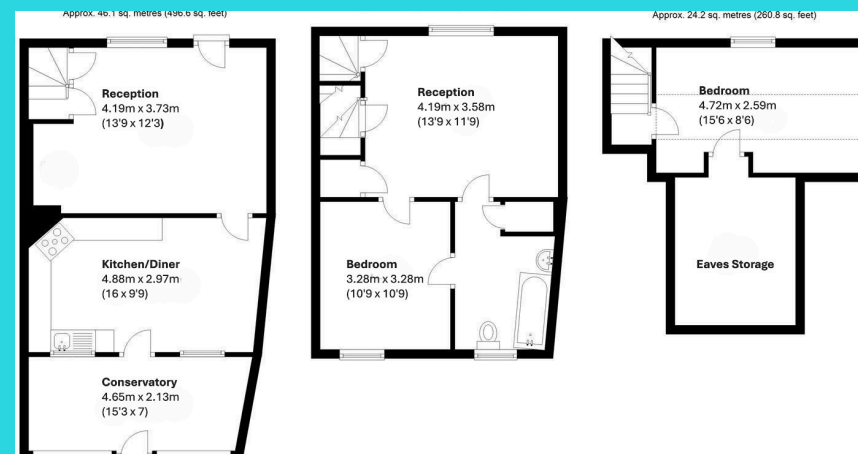 Approx. 46.1 sq. metres (496.6 sq. feet)
Reception
4.19m x 3.73m
(13'9 x 12'3)
Kitchen/Diner
4.88m x 2.97m
(16 x 9'9)
Conservatory
4.65m x 2.13m
(15'3 x 7)
Reception
4.19m x 3.58m
(13'9 x 11'9)
Bedroom
3.28m x 3.28m
(10'9 x 10'9)
Approx. 24.2 sq. metres (260.8 sq. feet)
Bedroom
4.72m x 2.59m
(15'6 x 8'6)
Eaves Storage